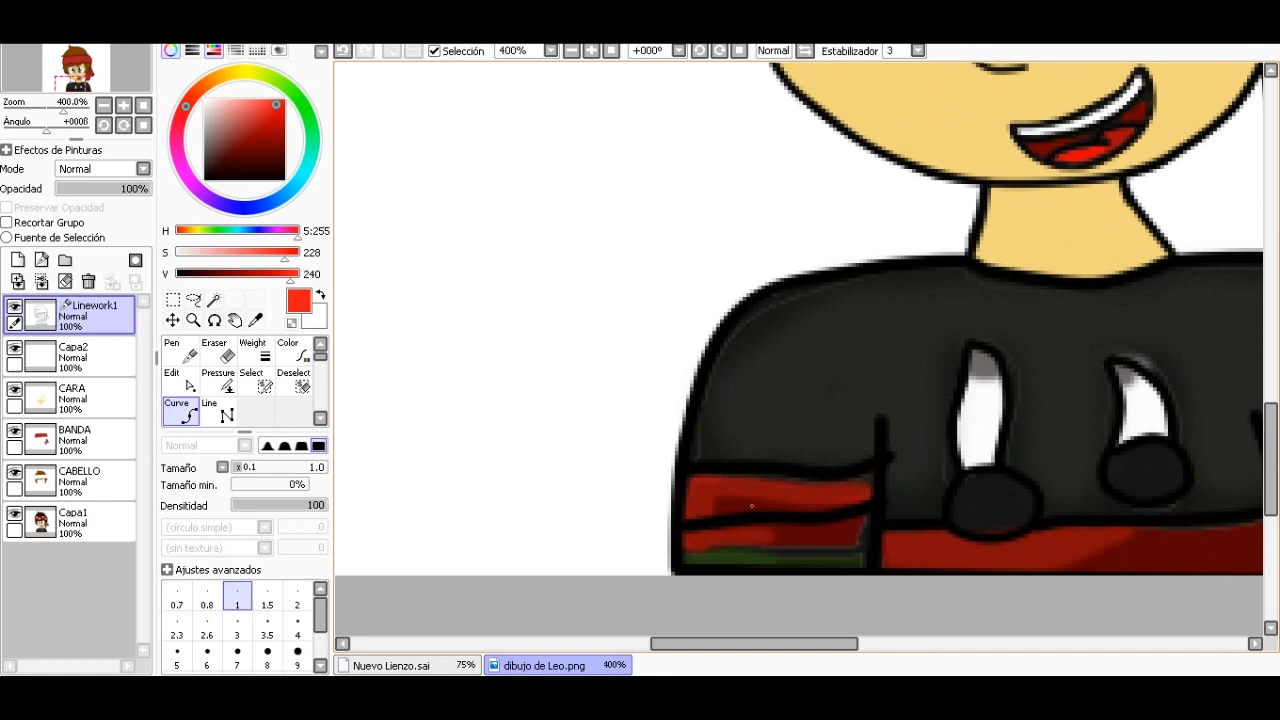 Selección 400% +000º Normal Estabilizador 3
Zoom 400.0%
Ángulo +000ß
Efectos de Pinturas
Mode Normal
Opacidad 100%
Preservar Opacidad
Recortar Grupo
Fuente de Selección
Linework1
Normal
100%
Capa2
Normal
100%
CARA
Normal
100%
BANDA
Normal
100%
CABELLO
Normal
100%
Capa1
Normal
100%
H 5:255
S 228
V 240
Pen Eraser Weight Color
Edit Pressure Select Deselect
Curve Line
Normal
Tamaño x 0.1 1.0
Tamaño min. 0%
Densitidad 100
(círculo simple) 0
(sin textura) 0
Ajustes avanzados
0.7 0.8 1 1.5 2
2.3 2.6 3 3.5 4
5 6 7 8 9
Nuevo Lienzo.sai 75% dibujo de Leo.png 400%